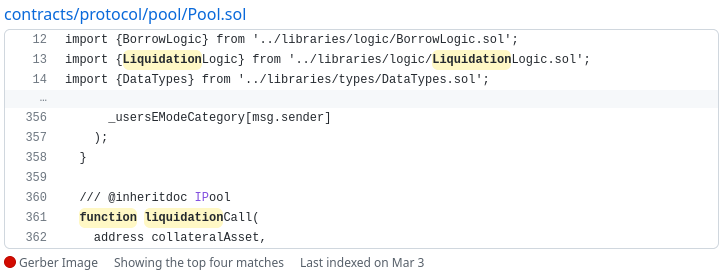 contracts/protocol/pool/Pool.sol
12 import {BorrowLogic} from '../libraries/logic/BorrowLogic.sol';
13 import {LiquidationLogic} from '../libraries/logic/LiquidationLogic.sol';
14 import {DataTypes} from '../libraries/types/DataTypes.sol';
…
356 _usersEModeCategory[msg.sender]
357 );
358 }
359
360 /// @inheritdoc IPool
361 function liquidationCall(
362 address collateralAsset,
Gerber Image Showing the top four matches Last indexed on Mar 3